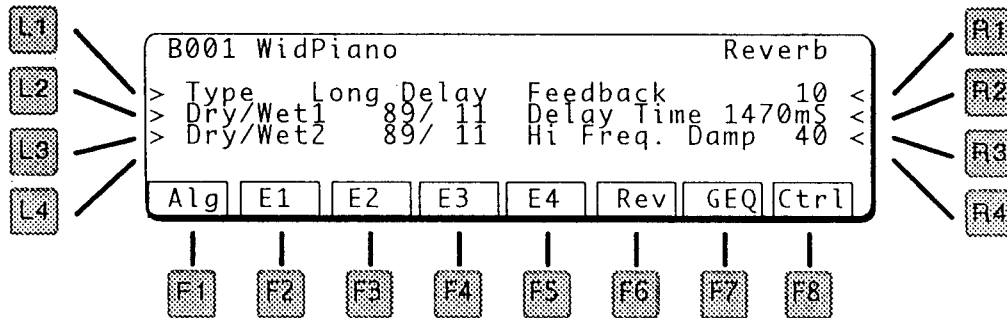 L1
L2
L3
L4
B001 WidPiano Reverb
> Type Long Delay Feedback 10 <
> Dry/Wet1 89/ 11 Delay Time 1470mS <
> Dry/Wet2 89/ 11 Hi Freq. Damp 40 <
Alg E1 E2 E3 E4 Rev GEQ Ctrl
R1
R2
R3
R4
F1 F2 F3 F4 F5 F6 F7 F8